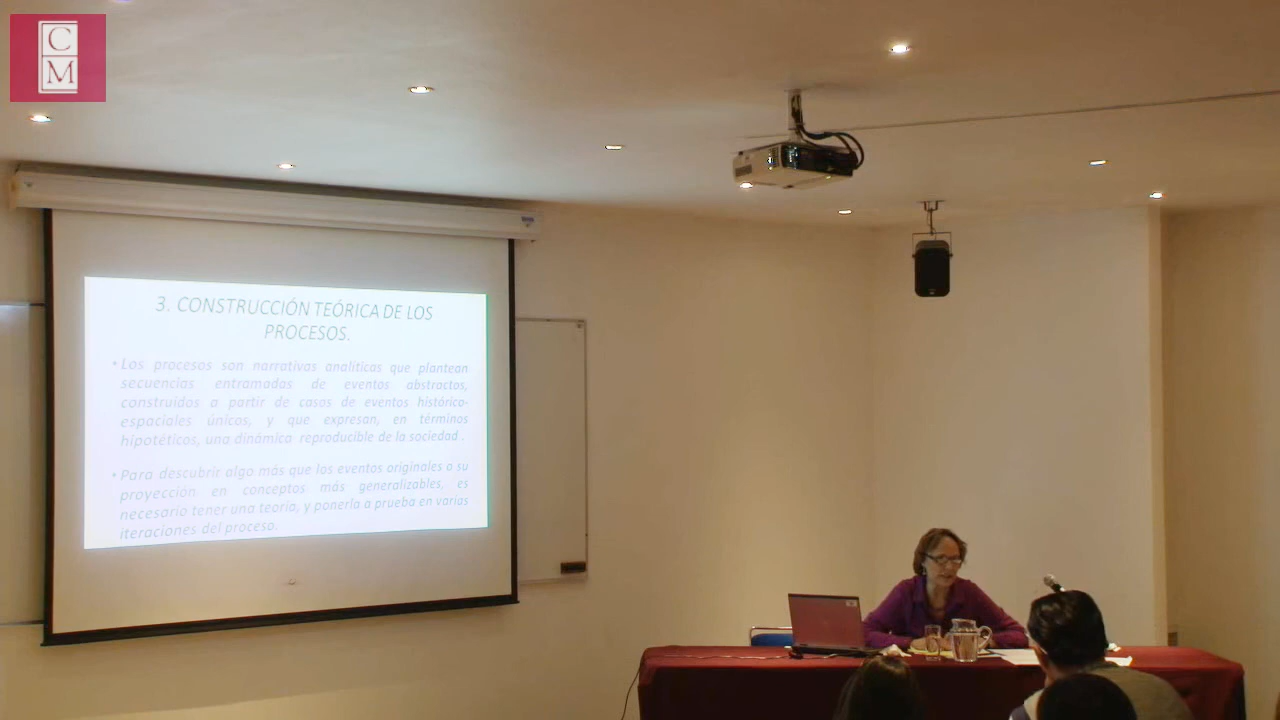 C
M
3. CONSTRUCCIÓN TEÓRICA DE LOS
PROCESOS.
• Los procesos son narrativas analíticas que plantean
secuencias entramadas de eventos abstractos,
construidos a partir de casos de eventos histórico-
espaciales únicos, y que expresan, en términos
hipotéticos, una dinámica reproducible de la sociedad .
• Para descubrir algo más que los eventos originales o su
proyección en conceptos más generalizables, es
necesario tener una teoría, y ponerla a prueba en varias
iteraciones del proceso.